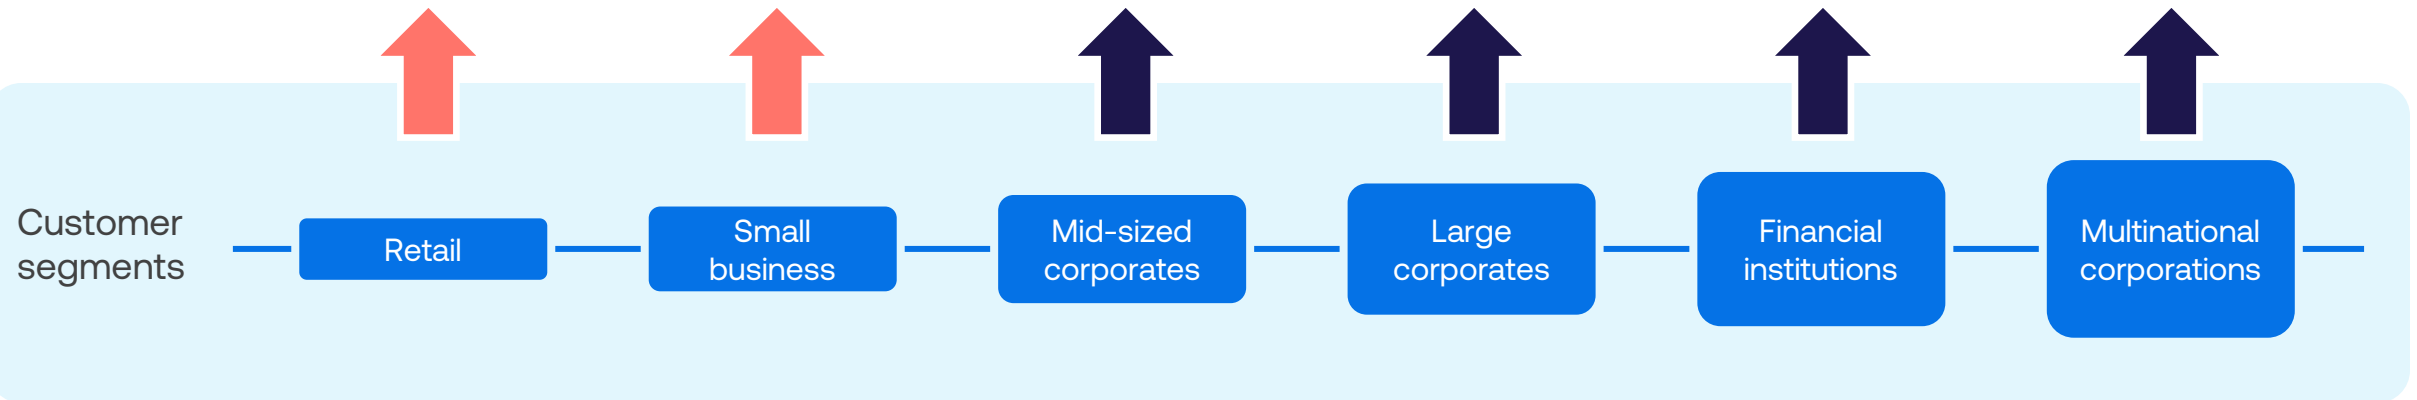 Customer
segments
Retail
Small
business
Mid-sized
corporates
Large
corporates
Financial
institutions
Multinational
corporations